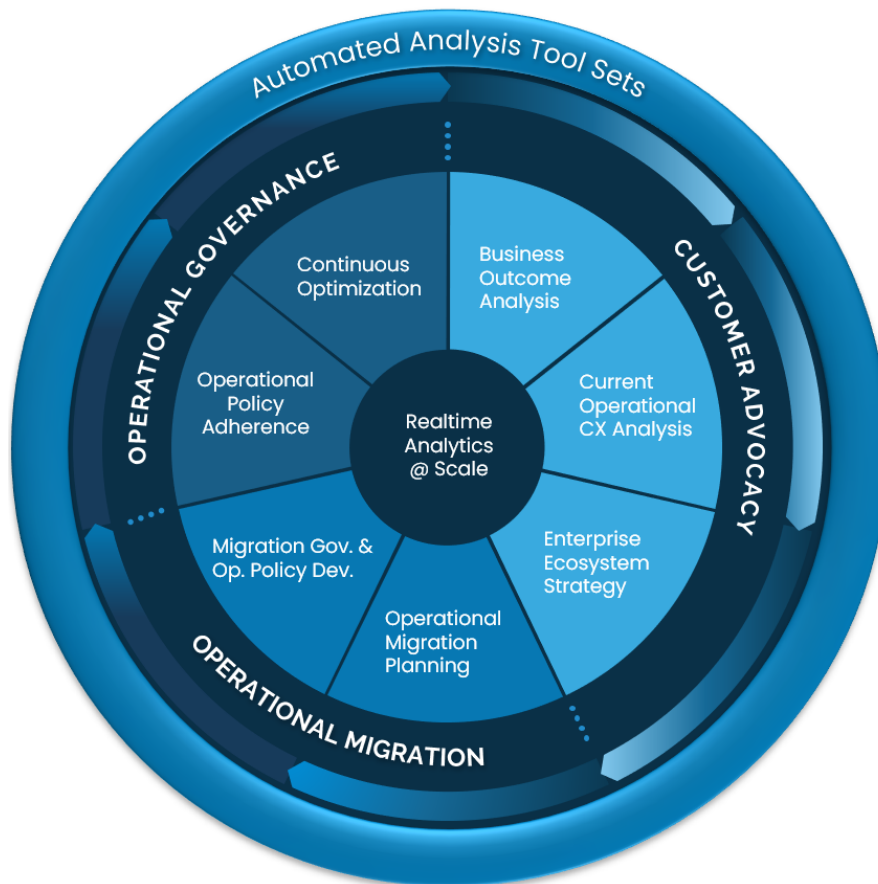 Automated Analysis Tool Sets
OPERATIONAL GOVERNANCE
CUSTOMER ADVOCACY
OPERATIONAL MIGRATION
Business
Outcome
Analysis
Current
Operational
CX Analysis
Enterprise
Ecosystem
Strategy
Operational
Migration
Planning
Migration Gov. &
Op. Policy Dev.
Operational
Policy
Adherence
Continuous
Optimization
Realtime
Analytics
@ Scale